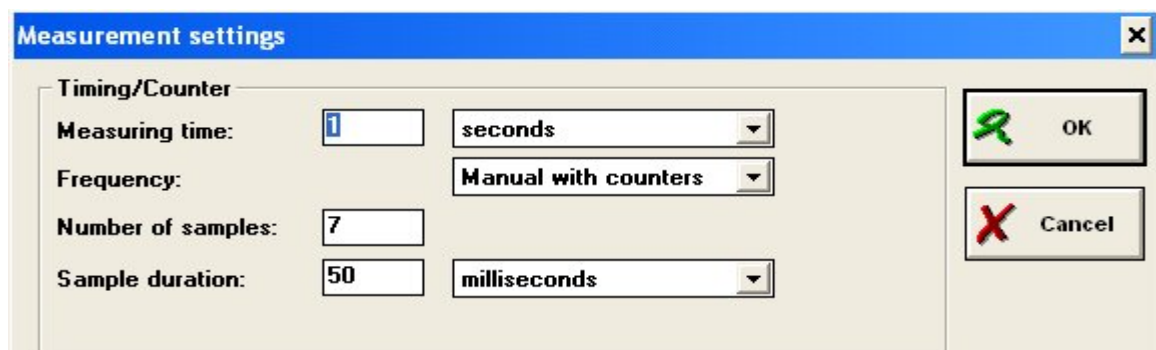 Measurement settings
Timing/Counter
Measuring time: 1 seconds
Frequency: Manual with counters
Number of samples: 7
Sample duration: 50 milliseconds
OK
Cancel